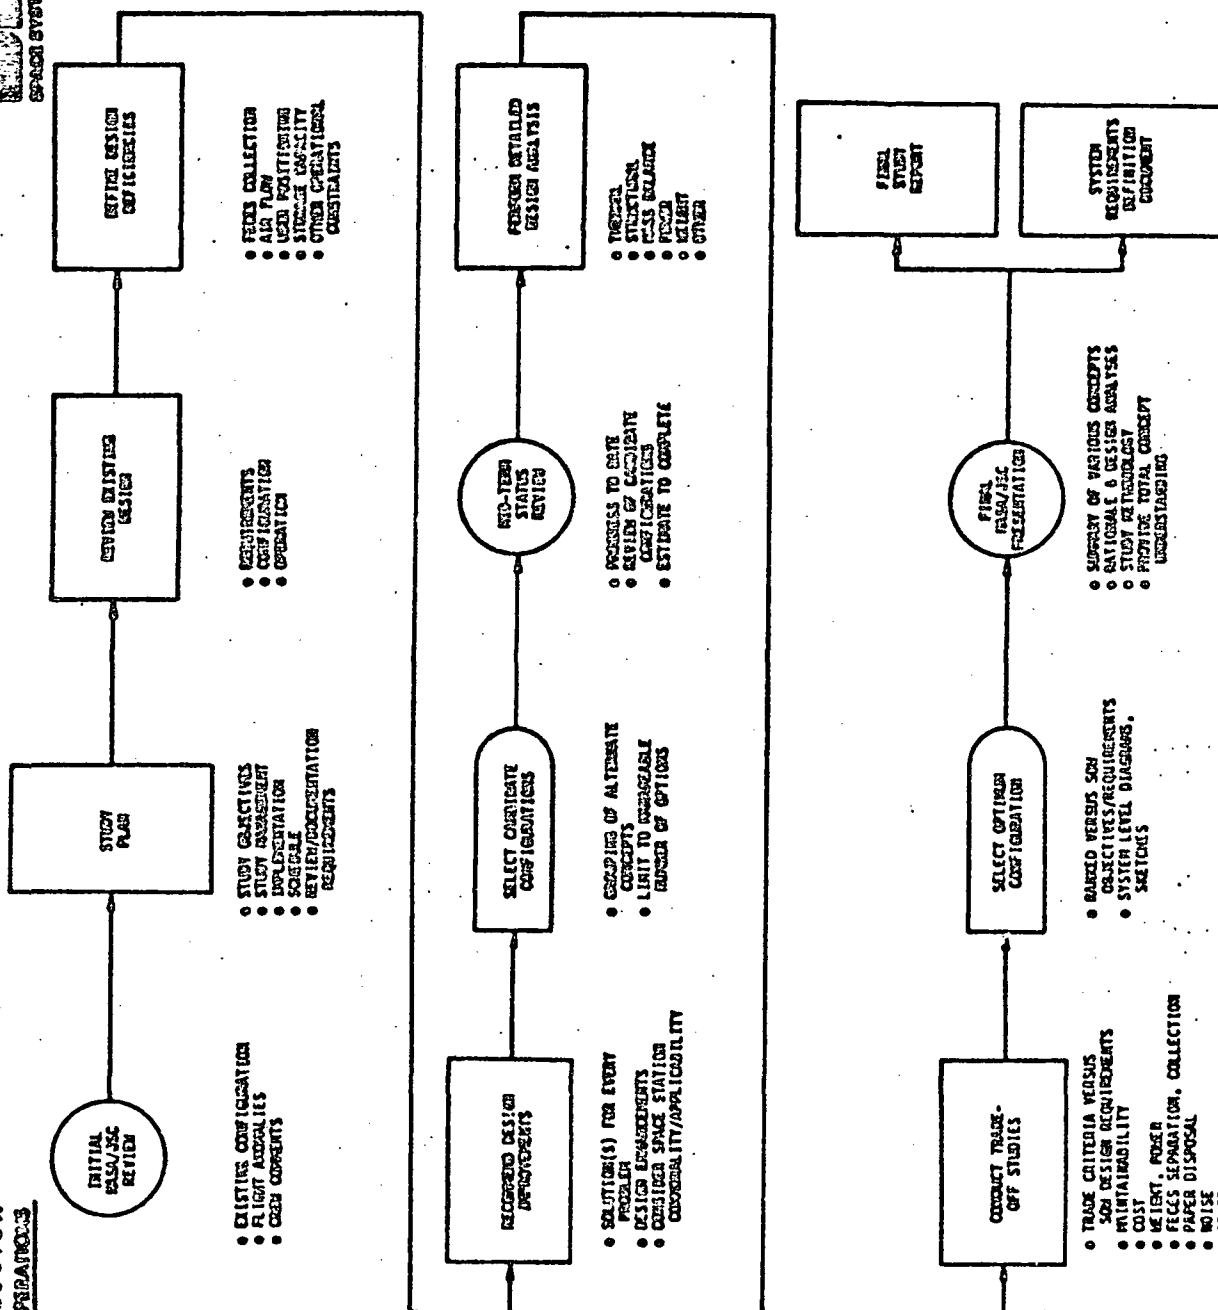 SPACE SYST
PERATIONS
INITIAL
NASA/JSC
REVIEW
● EXISTING CONFIGURATION
● FLIGHT ANOMALIES
● CREW COMMENTS
STUDY
PLAN
○ STUDY OBJECTIVES
● STUDY MANAGEMENT
● IMPLEMENTATION
● SCHEDULE
● REVIEW/DOCUMENTATION
REQUIREMENTS
REVIEW EXISTING
DESIGN
● REQUIREMENTS
● CONFIGURATION
● OPERATION
DEFINE DESIGN
DEFICIENCIES
● FECES COLLECTION
● AIR FLOW
● USER POSITIONING
● STORAGE CAPACITY
● OTHER OPERATIONAL
CONSTRAINTS
RECOMMEND DESIGN
IMPROVEMENTS
● SOLUTION(S) FOR EVERY
PROBLEM
● DESIGN ENHANCEMENTS
● CONSIDER SPACE STATION
COMMONALITY/APPLICABILITY
SELECT CANDIDATE
CONFIGURATIONS
● GROUPING OF ALTERNATE
CONCEPTS
● LIMIT TO MANAGEABLE
NUMBER OF OPTIONS
MID-TERM
STATUS
REVIEW
○ PROGRESS TO DATE
● REVIEW OF CANDIDATE
CONFIGURATIONS
● ESTIMATE TO COMPLETE
PERFORM DETAILED
DESIGN ANALYSIS
○ THERMAL
● STRUCTURAL
● MASS BALANCE
● POWER
○ WEIGHT
● OTHER
CONDUCT TRADE-
OFF STUDIES
○ TRADE CRITERIA VERSUS
SOW DESIGN REQUIREMENTS
● MAINTAINABILITY
● COST
● WEIGHT, POWER
● FECES SEPARATION, COLLECTION
● PAPER DISPOSAL
● NOISE
SELECT OPTIMUM
CONFIGURATION
● RANKED VERSUS SOW
OBJECTIVES/REQUIREMENTS
● SYSTEM LEVEL DIAGRAMS,
SKETCHES
FINAL
NASA/JSC
PRESENTATION
○ SUMMARY OF VARIOUS CONCEPTS
○ RATIONALE & DESIGN ANALYSES
○ STUDY METHODOLOGY
● PROVIDE TOTAL CONCEPT
UNDERSTANDING
FINAL
STUDY
REPORT
SYSTEM
REQUIREMENTS
DEFINITION
DOCUMENT